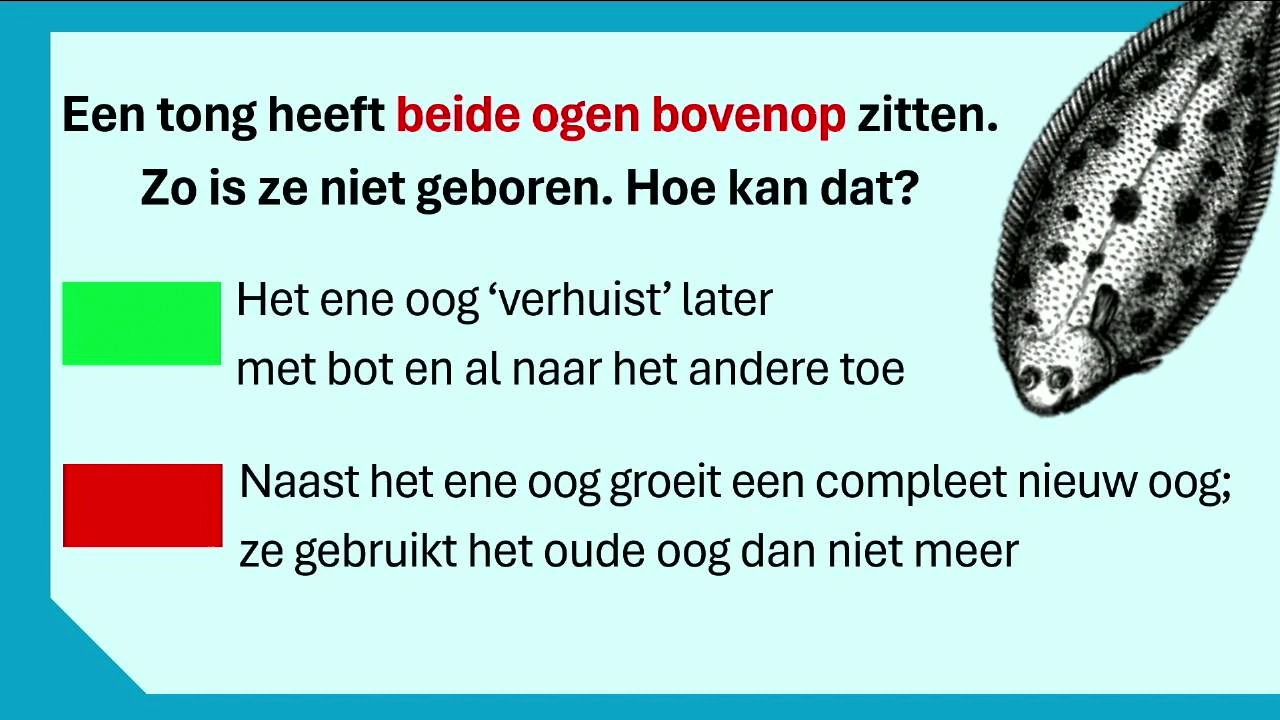 Een tong heeft beide ogen bovenop zitten.
Zo is ze niet geboren. Hoe kan dat?
Het ene oog ‘verhuist’ later
met bot en al naar het andere toe
Naast het ene oog groeit een compleet nieuw oog;
ze gebruikt het oude oog dan niet meer